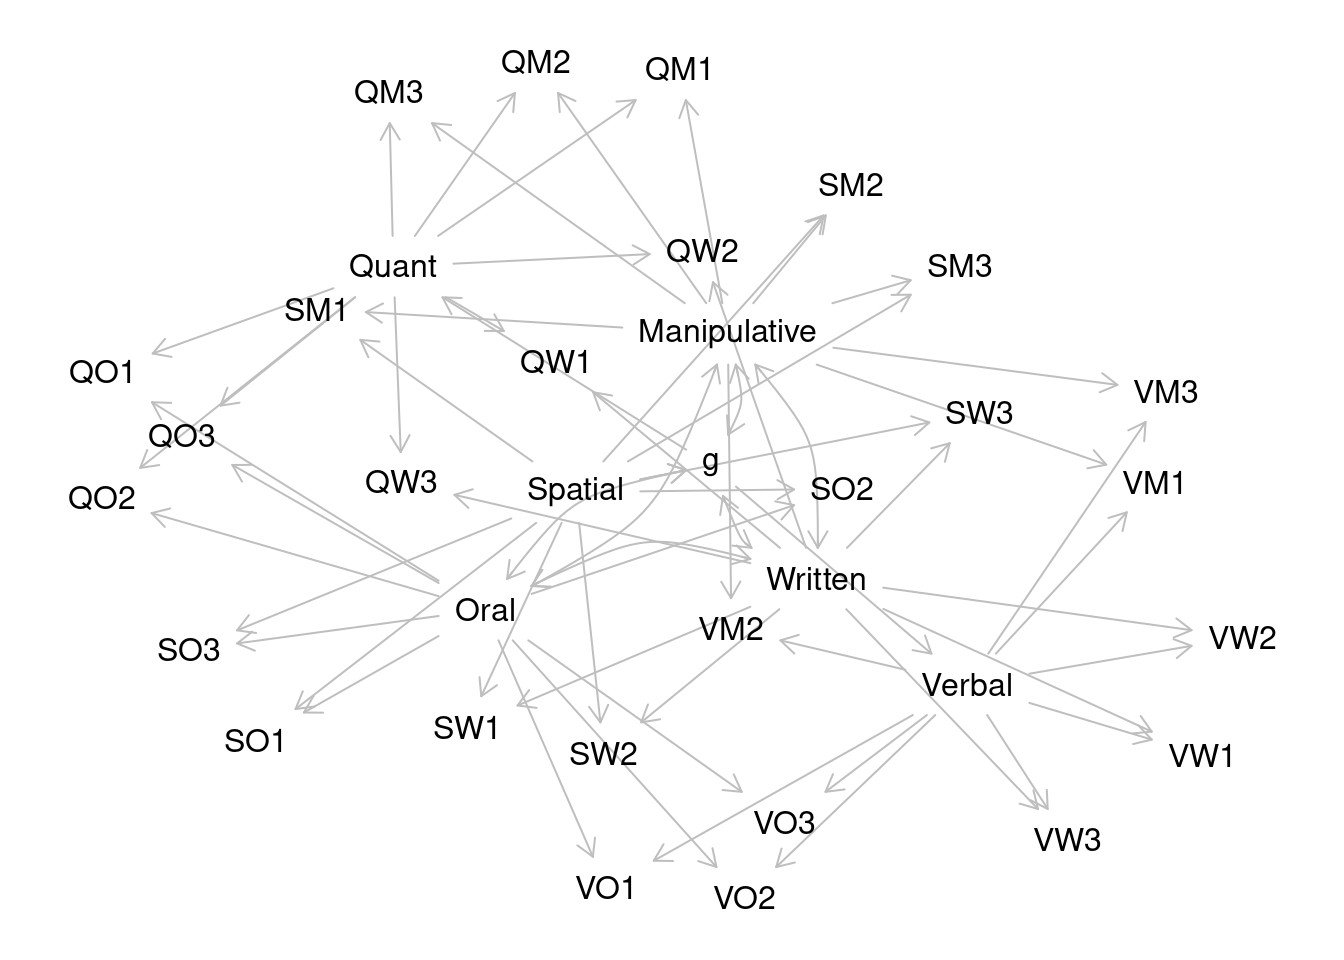 QM2
QM1
QM3
SM2
QW2
Quant
SM3
SM1
Manipulative
QW1
QO1
VM3
SW3
QO3
g
QW3
Spatial
SO2
VM1
QO2
Written
Oral
VM2
VW2
SO3
Verbal
SW1
SO1
SW2
VW1
VO3
VW3
VO1
VO2